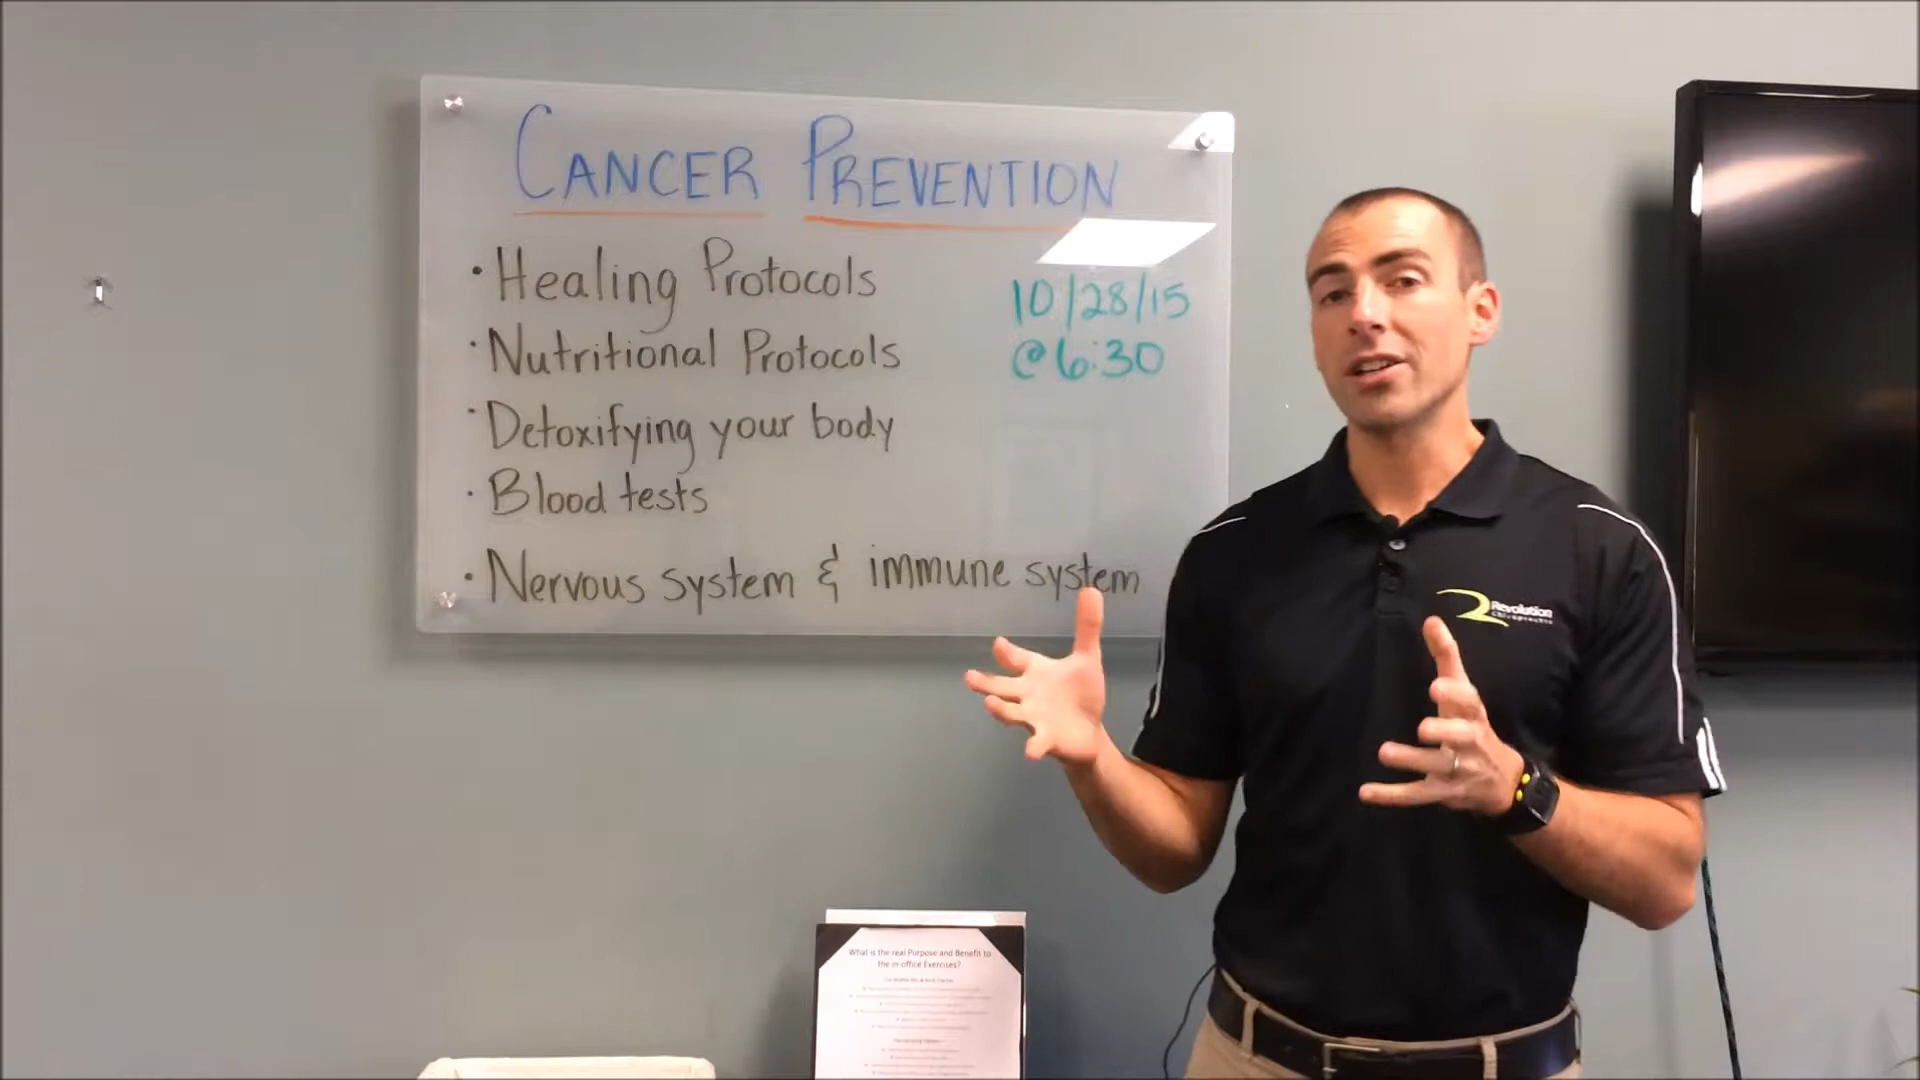 CANCER PREVENTION
• Healing Protocols
10/28/15
@ 6:30
• Nutritional Protocols
• Detoxifying your body
• Blood tests
• Nervous system & immune system
Revolution
Chiropractic
What is the real Purpose and Benefit to
the in-office Exercises?